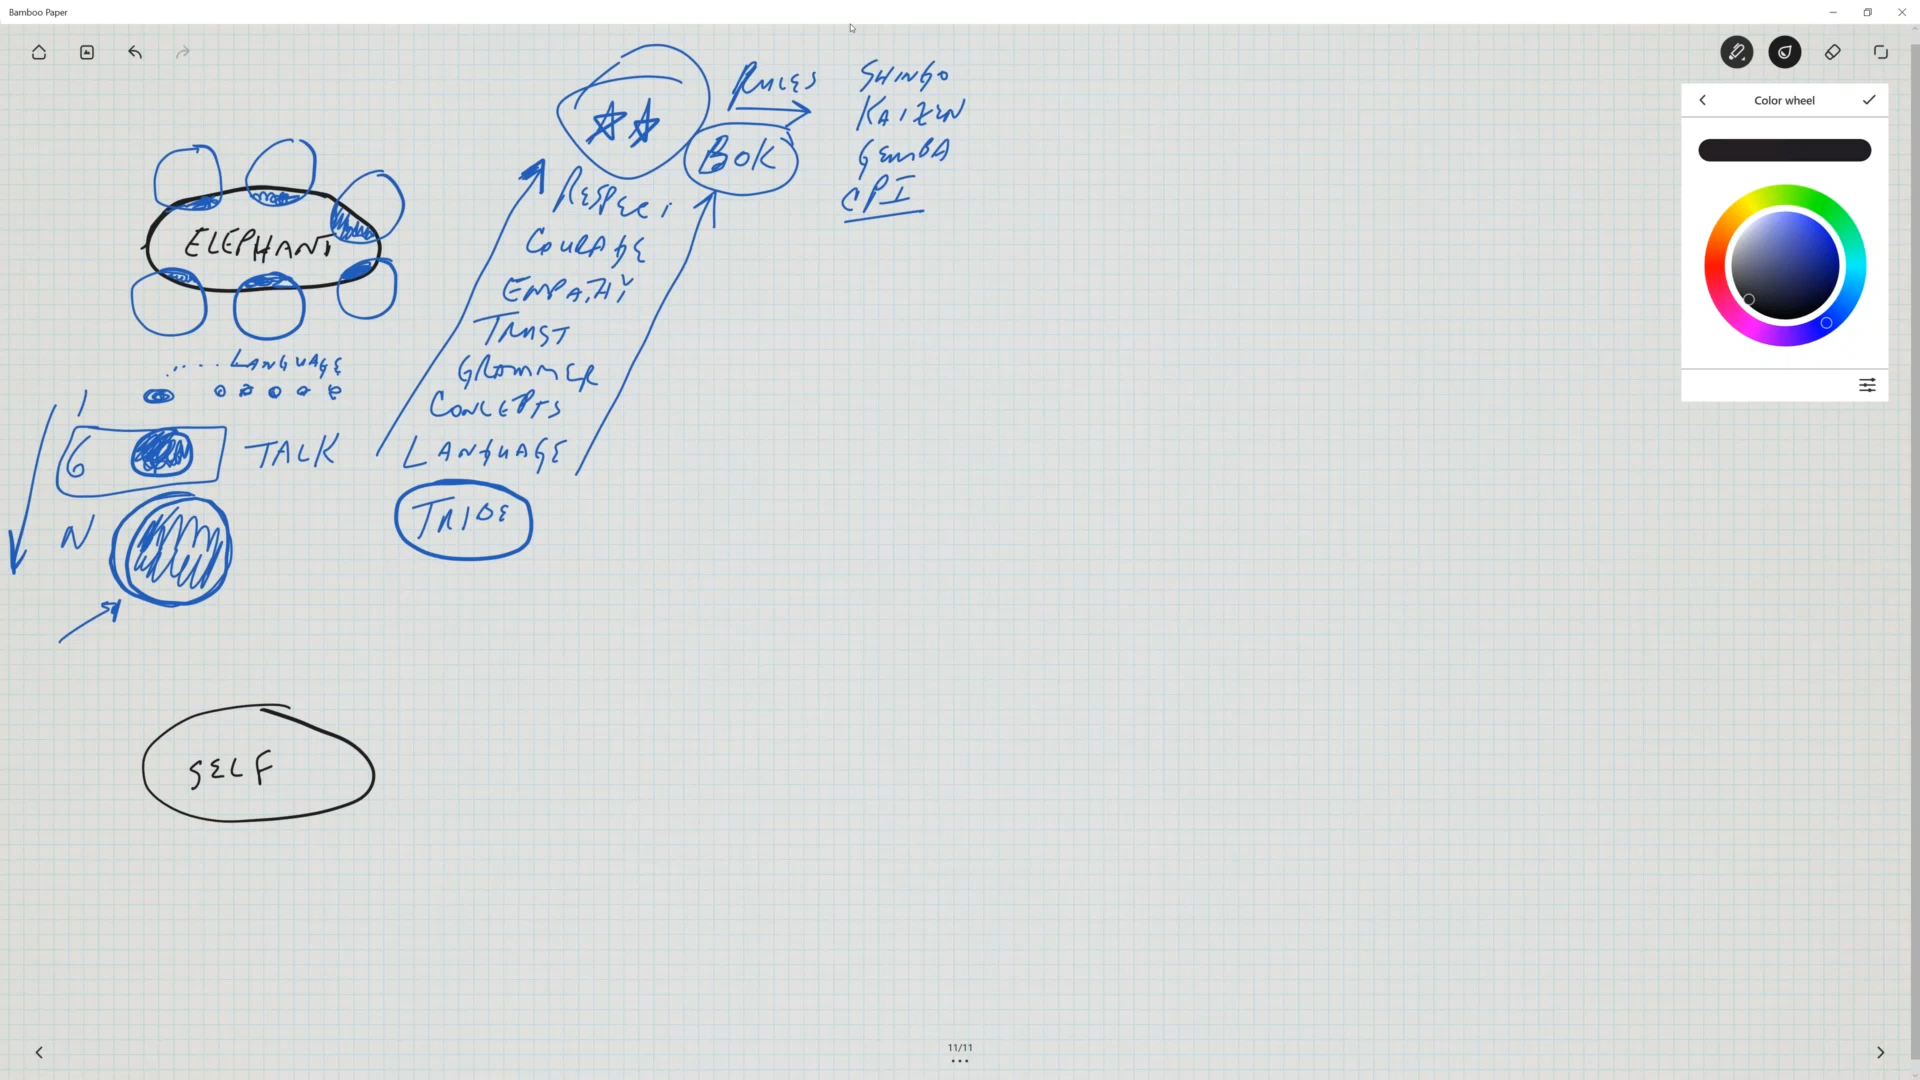 Bamboo Paper
Color wheel
RULES
SHINGO
KAIZEN
GEMBA
CPI
BOK
RESPECT
COURAGE
EMPATHY
TRUST
GRAMMER
CONCEPTS
LANGUAGE
TRIBE
ELEPHANT
LANGUAGE
1
6
TALK
N
SELF
11/11